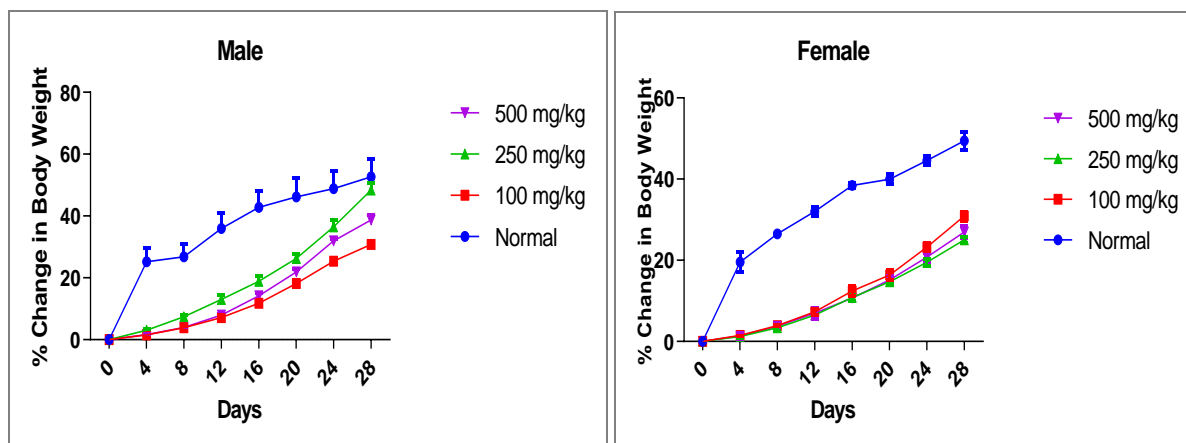 Male
% Change in Body Weight
80
60
40
20
0
0 4 8 12 16 20 24 28
Days
500 mg/kg
250 mg/kg
100 mg/kg
Normal
Female
% Change in Body Weight
60
40
20
0
0 4 8 12 16 20 24 28
Days
500 mg/kg
250 mg/kg
100 mg/kg
Normal